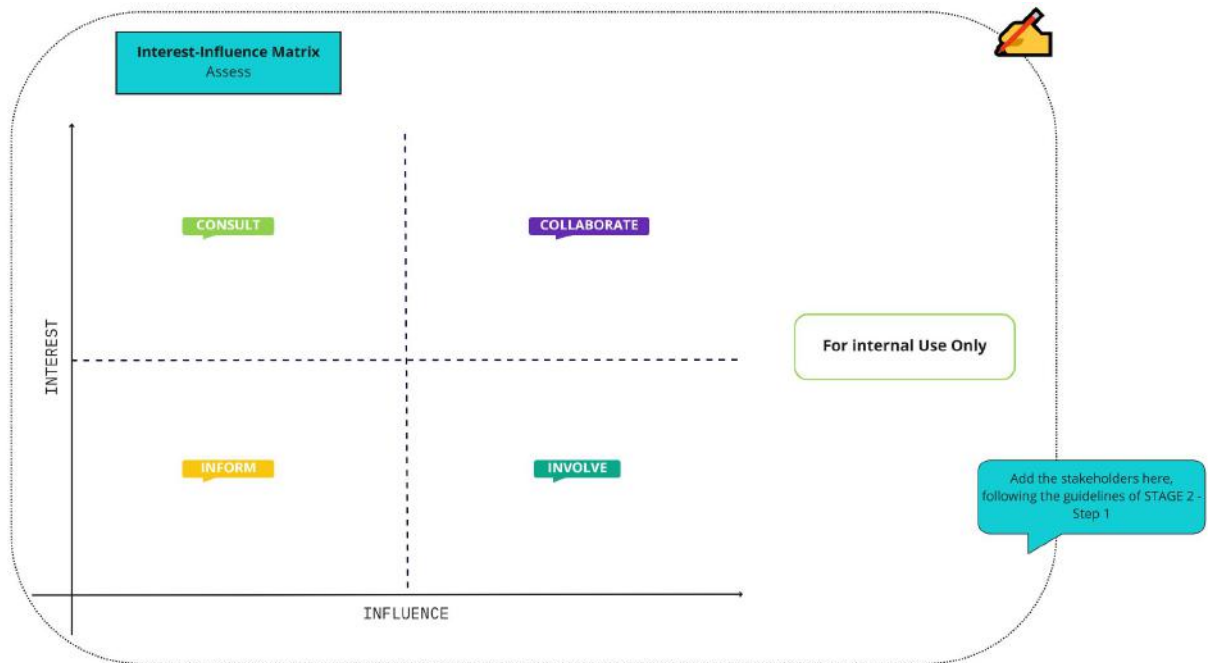 Interest-Influence Matrix
Assess
CONSULT
COLLABORATE
INTEREST
For internal Use Only
INFORM
INVOLVE
Add the stakeholders here,
following the guidelines of STAGE 2 -
Step 1
INFLUENCE